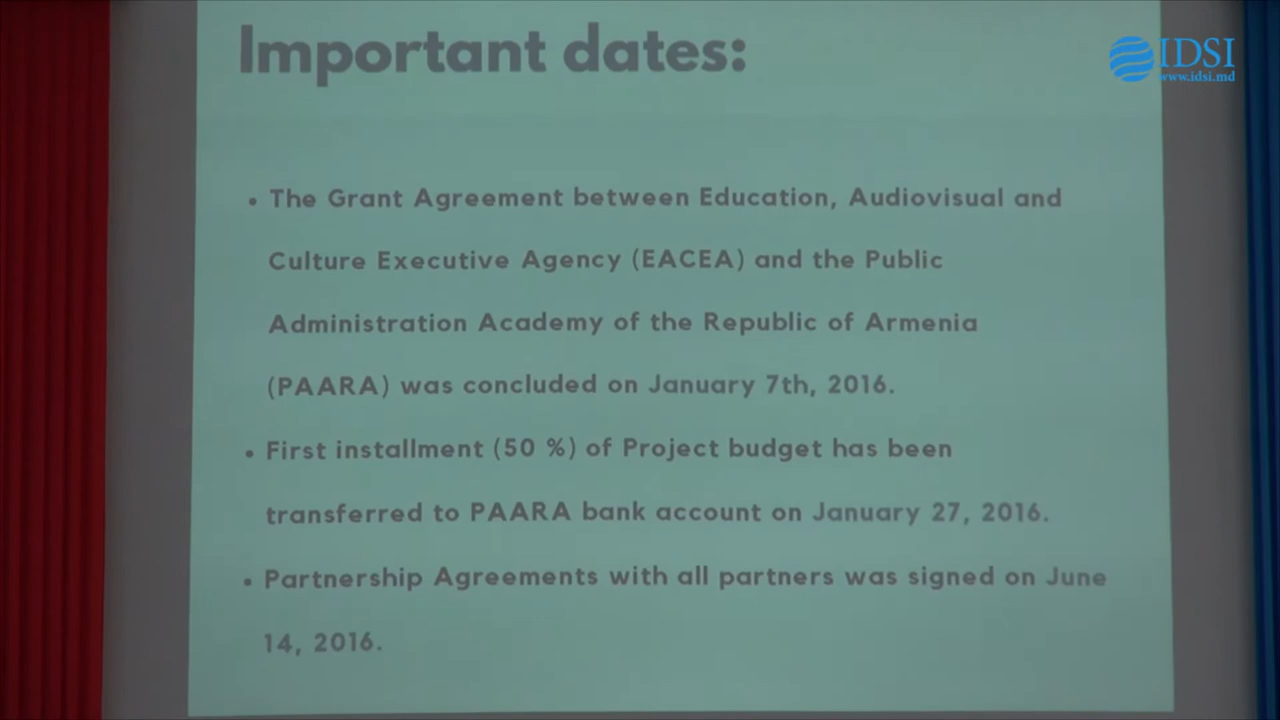 Important dates:
IDSI
www.idsi.md
• The Grant Agreement between Education, Audiovisual and
Culture Executive Agency (EACEA) and the Public
Administration Academy of the Republic of Armenia
(PAARA) was concluded on January 7th, 2016.
• First installment (50 %) of Project budget has been
transferred to PAARA bank account on January 27, 2016.
• Partnership Agreements with all partners was signed on June
14, 2016.